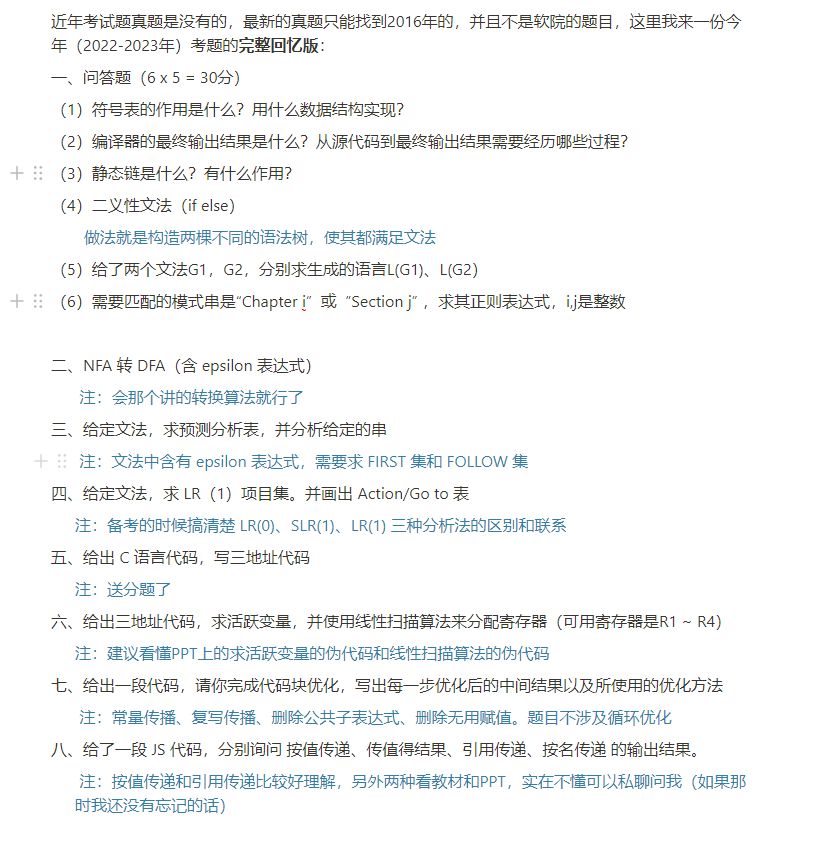 近年考试题真题是没有的，最新的真题只能找到2016年的，并且不是软院的题目，这里我来一份今
年（2022-2023年）考题的完整回忆版：
一、问答题（6 x 5 = 30分）
（1）符号表的作用是什么？用什么数据结构实现？
（2）编译器的最终输出结果是什么？从源代码到最终输出结果需要经历哪些过程？
（3）静态链是什么？有什么作用？
（4）二义性文法（if else）
做法就是构造两棵不同的语法树，使其都满足文法
（5）给了两个文法G1，G2，分别求生成的语言L(G1)、L(G2）
（6）需要匹配的模式串是“Chapter i”或“Section j”，求其正则表达式，i,j是整数
二、NFA 转 DFA（含 epsilon 表达式）
注：会那个讲的转换算法就行了
三、给定文法，求预测分析表，并分析给定的串
注：文法中含有 epsilon 表达式，需要求 FIRST 集和 FOLLOW 集
四、给定文法，求 LR（1）项目集。并画出 Action/Go to 表
注：备考的时候搞清楚 LR(0)、SLR(1)、LR(1) 三种分析法的区别和联系
五、给出 C 语言代码，写三地址代码
注：送分题了
六、给出三地址代码，求活跃变量，并使用线性扫描算法来分配寄存器（可用寄存器是R1 ~ R4）
注：建议看懂PPT上的求活跃变量的伪代码和线性扫描算法的伪代码
七、给出一段代码，请你完成代码块优化，写出每一步优化后的中间结果以及所使用的优化方法
注：常量传播、复写传播、删除公共子表达式、删除无用赋值。题目不涉及循环优化
八、给了一段 JS 代码，分别询问 按值传递、传值得结果、引用传递、按名传递 的输出结果。
注：按值传递和引用传递比较好理解，另外两种看教材和PPT，实在不懂可以私聊问我（如果那
时我还没有忘记的话）